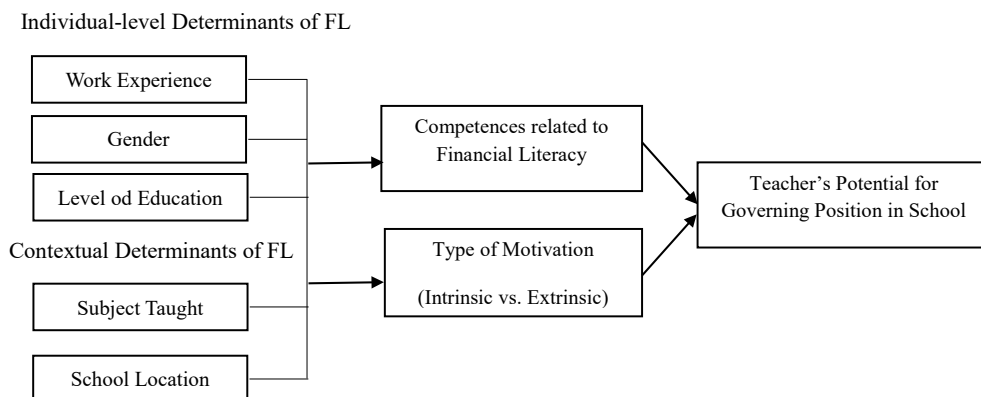 Individual-level Determinants of FL
Work Experience
Gender
Level od Education
Contextual Determinants of FL
Subject Taught
School Location
Competences related to
Financial Literacy
Type of Motivation
(Intrinsic vs. Extrinsic)
Teacher’s Potential for
Governing Position in School